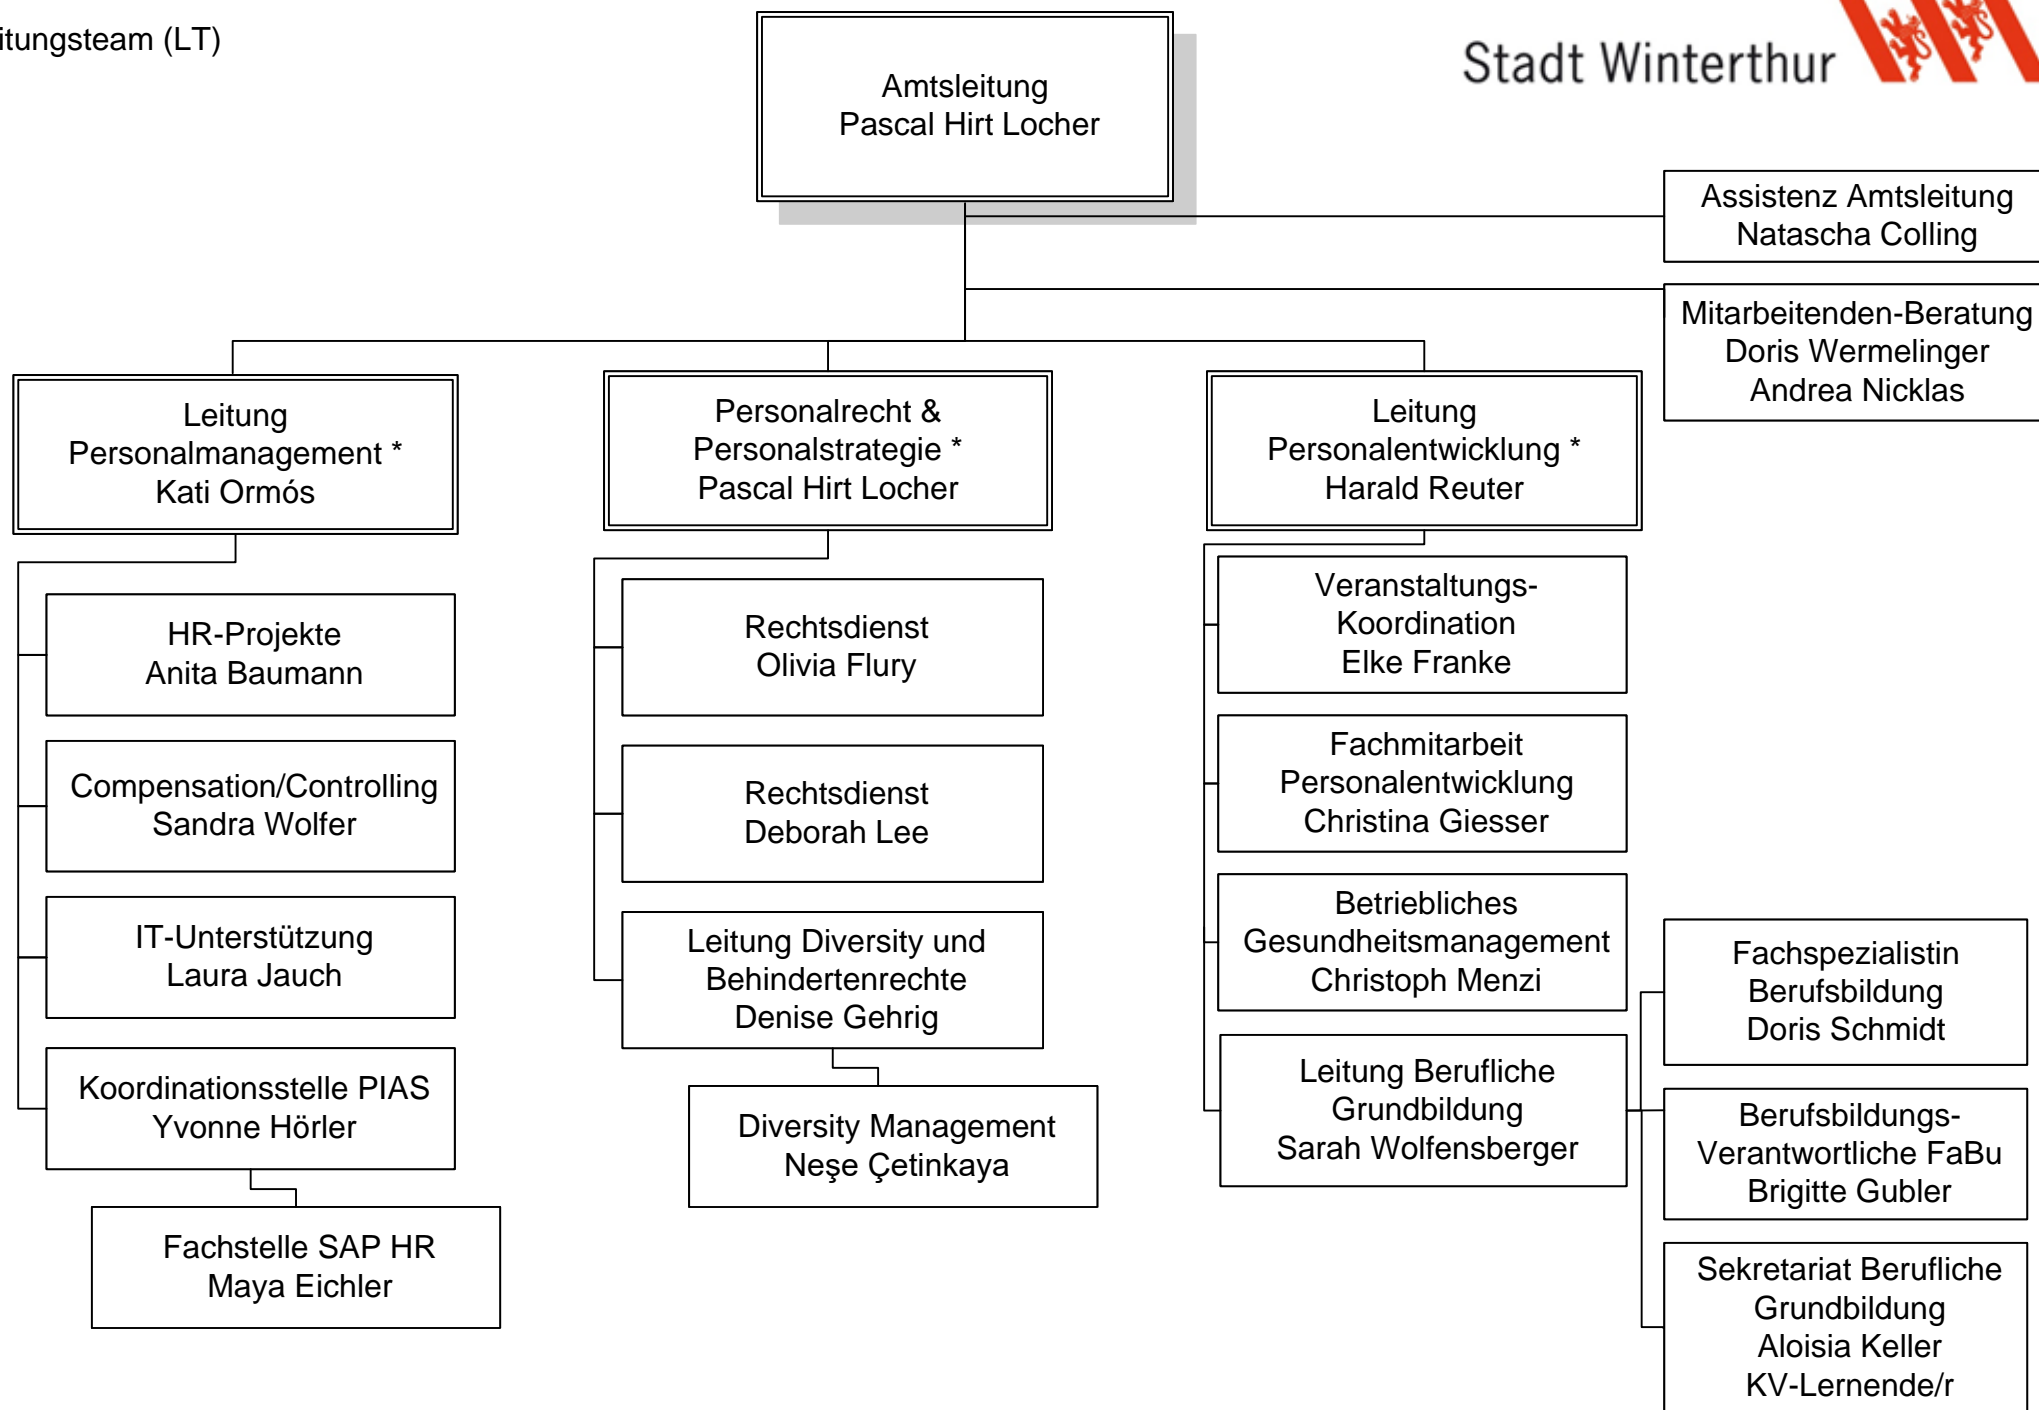 itungsteam (LT)
Stadt Winterthur
Amtsleitung
Pascal Hirt Locher
Assistenz Amtsleitung
Natascha Colling
Mitarbeitenden-Beratung
Doris Wermelinger
Andrea Nicklas
Leitung
Personalmanagement *
Kati Ormós
Personalrecht &
Personalstrategie *
Pascal Hirt Locher
Leitung
Personalentwicklung *
Harald Reuter
HR-Projekte
Anita Baumann
Compensation/Controlling
Sandra Wolfer
IT-Unterstützung
Laura Jauch
Koordinationsstelle PIAS
Yvonne Hörler
Fachstelle SAP HR
Maya Eichler
Rechtsdienst
Olivia Flury
Rechtsdienst
Deborah Lee
Leitung Diversity und
Behindertenrechte
Denise Gehrig
Diversity Management
Neşe Çetinkaya
Veranstaltungs-
Koordination
Elke Franke
Fachmitarbeit
Personalentwicklung
Christina Giesser
Betriebliches
Gesundheitsmanagement
Christoph Menzi
Leitung Berufliche
Grundbildung
Sarah Wolfensberger
Fachspezialistin
Berufsbildung
Doris Schmidt
Berufsbildungs-
Verantwortliche FaBu
Brigitte Gubler
Sekretariat Berufliche
Grundbildung
Aloisia Keller
KV-Lernende/r